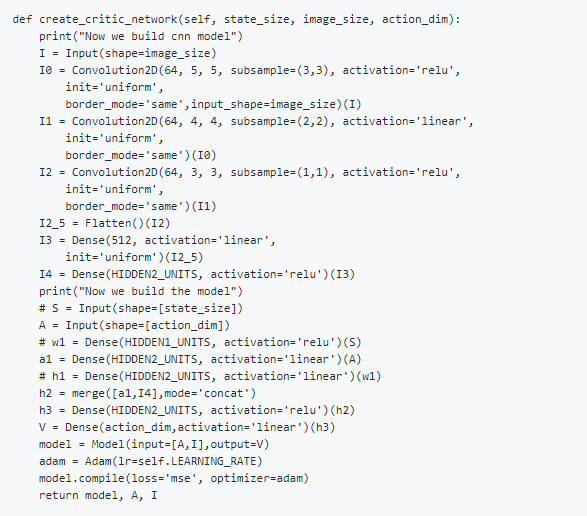 def create_critic_network(self, state_size, image_size, action_dim):
    print("Now we build cnn model")
    I = Input(shape=image_size)
    I0 = Convolution2D(64, 5, 5, subsample=(3,3), activation='relu',
        init='uniform',
        border_mode='same',input_shape=image_size)(I)
    I1 = Convolution2D(64, 4, 4, subsample=(2,2), activation='linear',
        init='uniform',
        border_mode='same')(I0)
    I2 = Convolution2D(64, 3, 3, subsample=(1,1), activation='relu',
        init='uniform',
        border_mode='same')(I1)
    I2_5 = Flatten()(I2)
    I3 = Dense(512, activation='linear',
        init='uniform')(I2_5)
    I4 = Dense(HIDDEN2_UNITS, activation='relu')(I3)
    print("Now we build the model")
    # S = Input(shape=[state_size])
    A = Input(shape=[action_dim])
    # w1 = Dense(HIDDEN1_UNITS, activation='relu')(S)
    a1 = Dense(HIDDEN2_UNITS, activation='linear')(A)
    # h1 = Dense(HIDDEN2_UNITS, activation='linear')(w1)
    h2 = merge([a1,I4],mode='concat')
    h3 = Dense(HIDDEN2_UNITS, activation='relu')(h2)
    V = Dense(action_dim,activation='linear')(h3)
    model = Model(input=[A,I],output=V)
    adam = Adam(lr=self.LEARNING_RATE)
    model.compile(loss='mse', optimizer=adam)
    return model, A, I